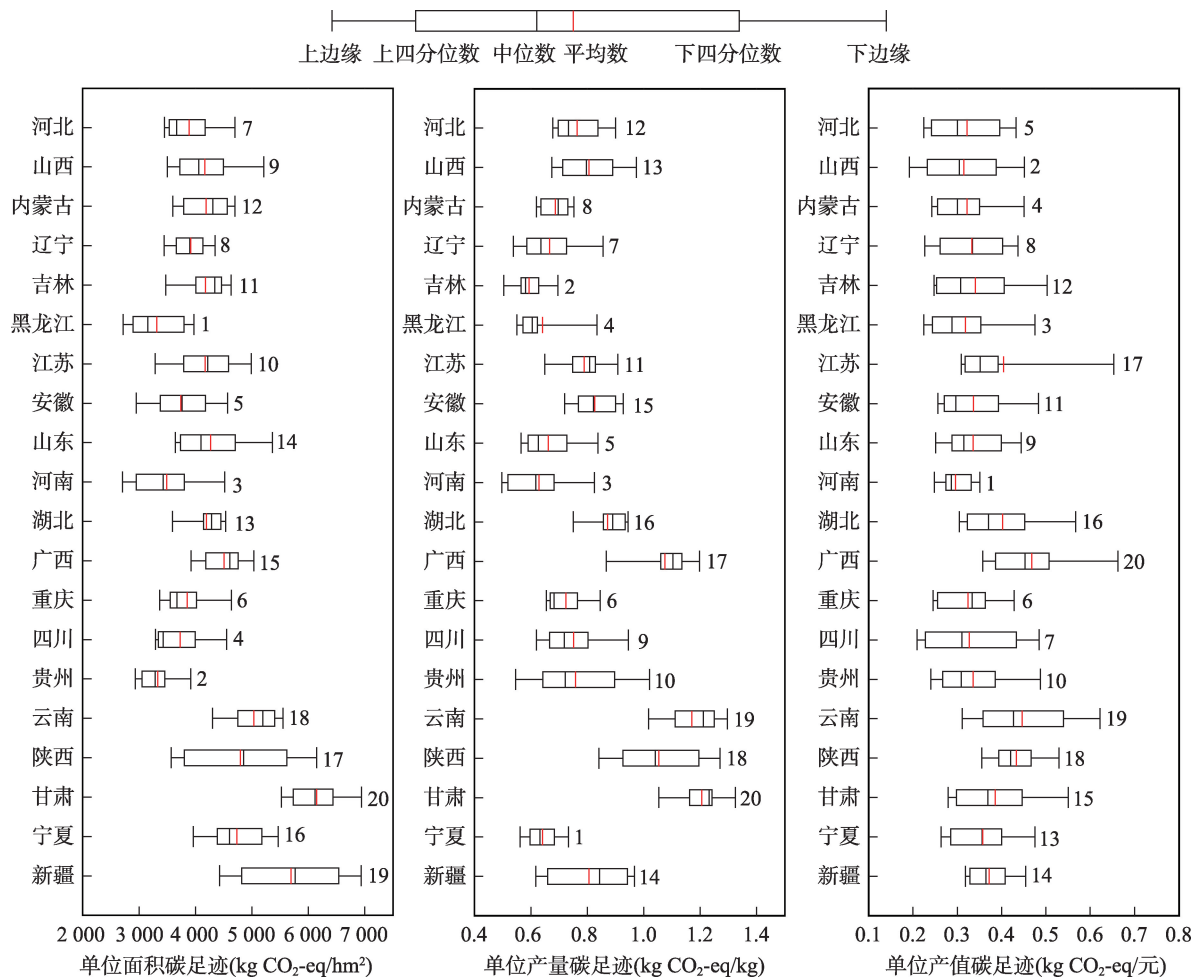 上边缘 上四分位数 中位数 平均数 下四分位数 下边缘
河北 7
山西 9
内蒙古 12
辽宁 8
吉林 11
黑龙江 1
江苏 10
安徽 5
山东 14
河南 3
湖北 13
广西 15
重庆 6
四川 4
贵州 2
云南 18
陕西 17
甘肃 20
宁夏 16
新疆 19
2 000 3 000 4 000 5 000 6 000 7 000
单位面积碳足迹(kg CO₂-eq/hm²)
河北 12
山西 13
内蒙古 8
辽宁 7
吉林 2
黑龙江 4
江苏 11
安徽 15
山东 5
河南 3
湖北 16
广西 17
重庆 6
四川 9
贵州 10
云南 19
陕西 18
甘肃 20
宁夏 1
新疆 14
0.4 0.6 0.8 1.0 1.2 1.4
单位产量碳足迹(kg CO₂-eq/kg)
河北 5
山西 2
内蒙古 4
辽宁 8
吉林 12
黑龙江 3
江苏 17
安徽 11
山东 9
河南 1
湖北 16
广西 20
重庆 6
四川 7
贵州 10
云南 19
陕西 18
甘肃 15
宁夏 13
新疆 14
0.1 0.2 0.3 0.4 0.5 0.6 0.7 0.8
单位产值碳足迹(kg CO₂-eq/元)